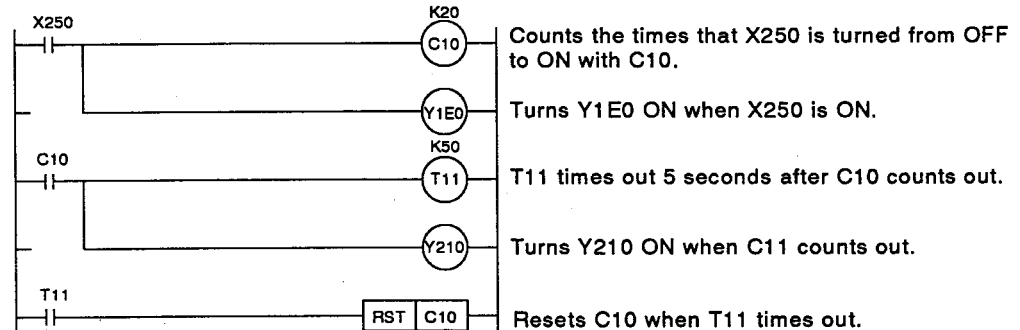 X250
K20
C10
Counts the times that X250 is turned from OFF
to ON with C10.
Y1E0
Turns Y1E0 ON when X250 is ON.
C10
K50
T11
T11 times out 5 seconds after C10 counts out.
Y210
Turns Y210 ON when C11 counts out.
T11
RST C10
Resets C10 when T11 times out.